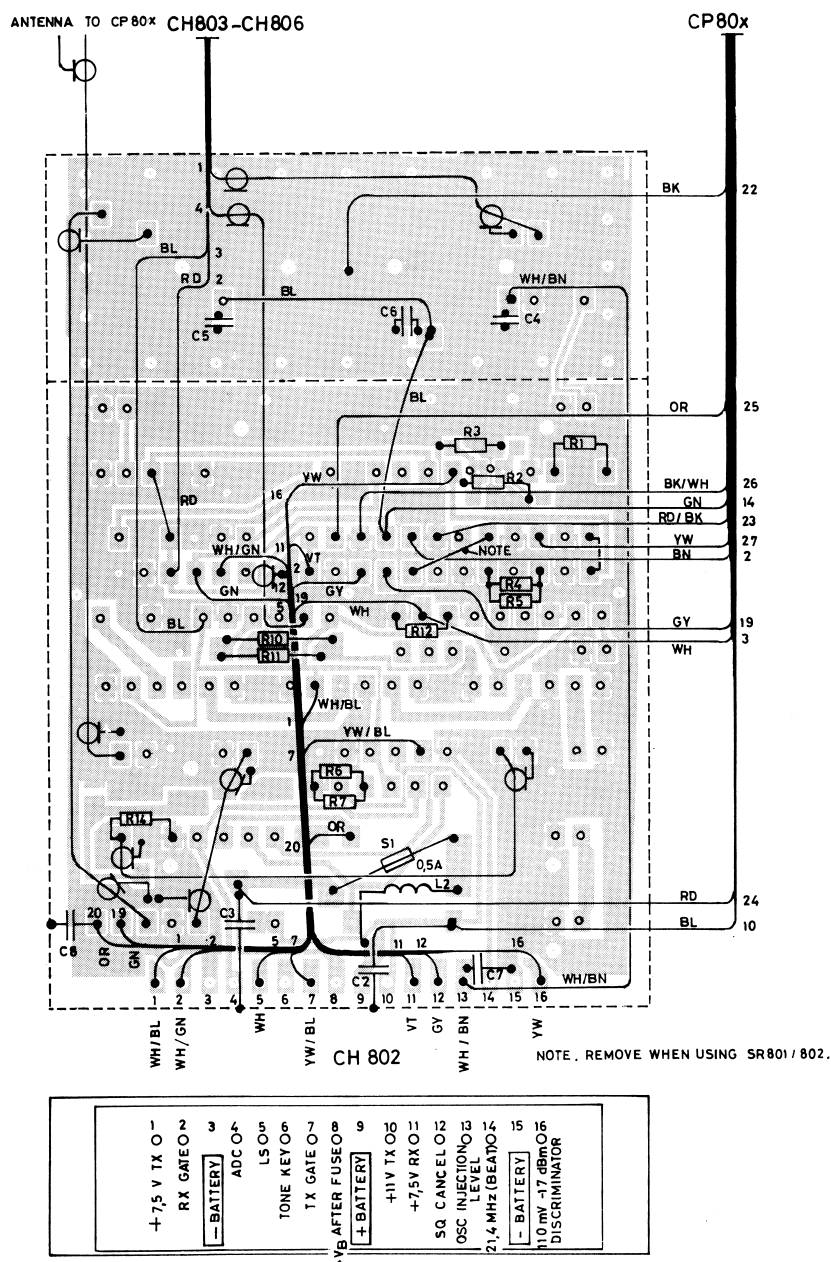 ANTENNA TO CP80x CH803–CH806 CP80x
1
BK 22
4
BL 3
RD 2
WH/BN
BL
C6
C5 C4
BL
OR 25
R3
R1
YW R2
BK/WH 26
16
RD GN 14
RD/BK 23
WH/GN 11 NOTE YW 27
VT BN 2
2
12 GY R4
GN 19 R5
5 WH GY 19
BL R12 3
R10 WH
R11
WH/BL
1
YW/BL
7
R6
R7
R14
OR
20 S1
0,5A
L2
RD 24
20 19 C3
BL 10
C8 1 2 5 7 11 12 16
OR GN
C2 C7 WH/BN
1 2 3 4 5 6 7 8 9 10 11 12 13 14 15 16
WH/BL WH/GN WH YW/BL VT GY WH/BN YW
CH 802
NOTE. REMOVE WHEN USING SR801/802.
+7,5 V TX 1
RX GATE 2
– BATTERY 3
ADC 4
LS 5
TONE KEY 6
TX GATE 7
VB AFTER FUSE 8
+ BATTERY 9
+11V TX 10
+7,5V RX 11
SQ CANCEL 12
OSC INJECTION 13
LEVEL
21,4 MHz (BEAT) 14
- BATTERY 15
110 mV -17 dBm 16
DISCRIMINATOR